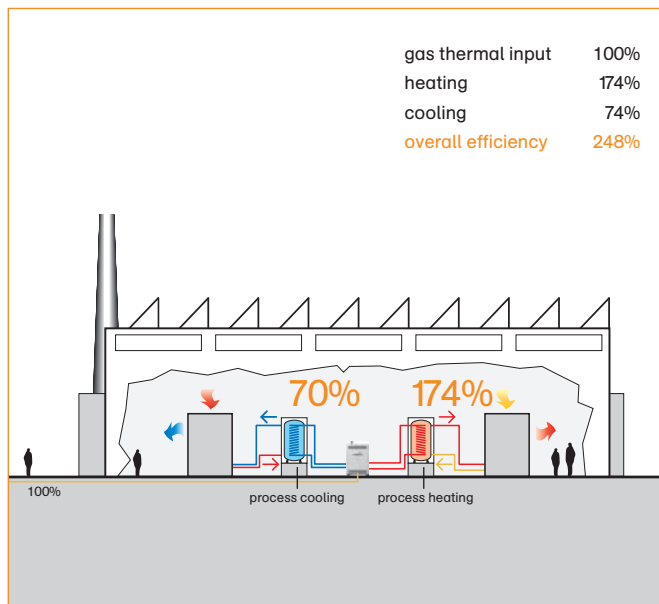 gas thermal input 100%
heating 174%
cooling 74%
overall efficiency 248%
70% 174%
100%
process cooling process heating